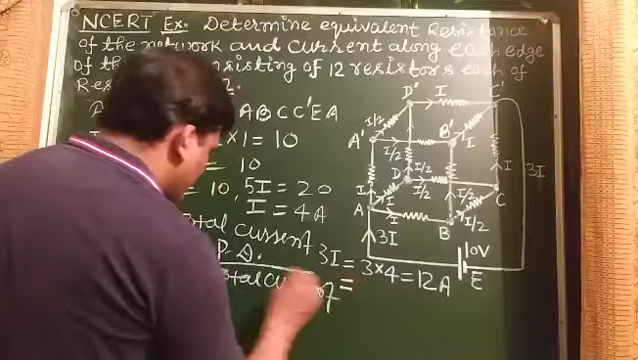 NCERT Ex: Determine equivalent Resistance
of the network and current along each edge
of the consisting of 12 resistors each of
Res
ABCC'EA
×1 = 10
= 10
= 10, 5I = 20
I = 4A
Total current 3I = 3×4 = 12A
P.D.
Total current
=
D' I C'
I/2 I/2
A' B' I
I/2
D I/2 I/2 I 3I
I I/2 C
A I I I/2
B
3I 10V
E